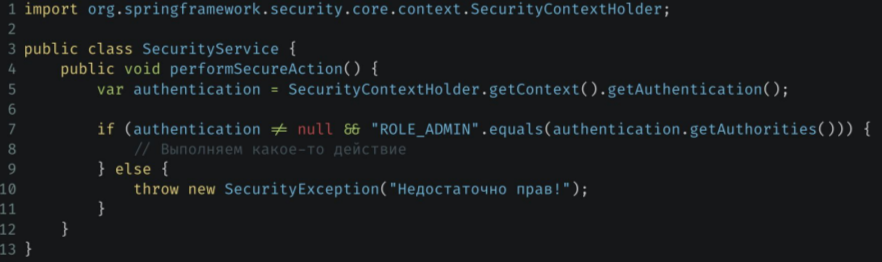 1 import org.springframework.security.core.context.SecurityContextHolder;
2
3 public class SecurityService {
4     public void performSecureAction() {
5         var authentication = SecurityContextHolder.getContext().getAuthentication();
6
7         if (authentication ≠ null && "ROLE_ADMIN".equals(authentication.getAuthorities())) {
8             // Выполняем какое-то действие
9         } else {
10             throw new SecurityException("Недостаточно прав!");
11         }
12     }
13 }